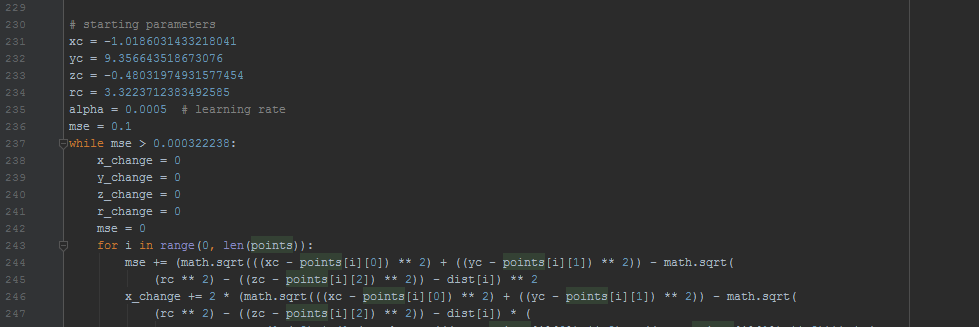 229
230 # starting parameters
231 xc = -1.0186031433218041
232 yc = 9.356643518673076
233 zc = -0.48031974931577454
234 rc = 3.3223712383492585
235 alpha = 0.0005  # learning rate
236 mse = 0.1
237 while mse > 0.000322238:
238     x_change = 0
239     y_change = 0
240     z_change = 0
241     r_change = 0
242     mse = 0
243     for i in range(0, len(points)):
244         mse += (math.sqrt(((xc - points[i][0]) ** 2) + ((yc - points[i][1]) ** 2)) - math.sqrt(
245             (rc ** 2) - ((zc - points[i][2]) ** 2)) - dist[i]) ** 2
246         x_change += 2 * (math.sqrt(((xc - points[i][0]) ** 2) + ((yc - points[i][1]) ** 2)) - math.sqrt(
247             (rc ** 2) - ((zc - points[i][2]) ** 2)) - dist[i]) * (